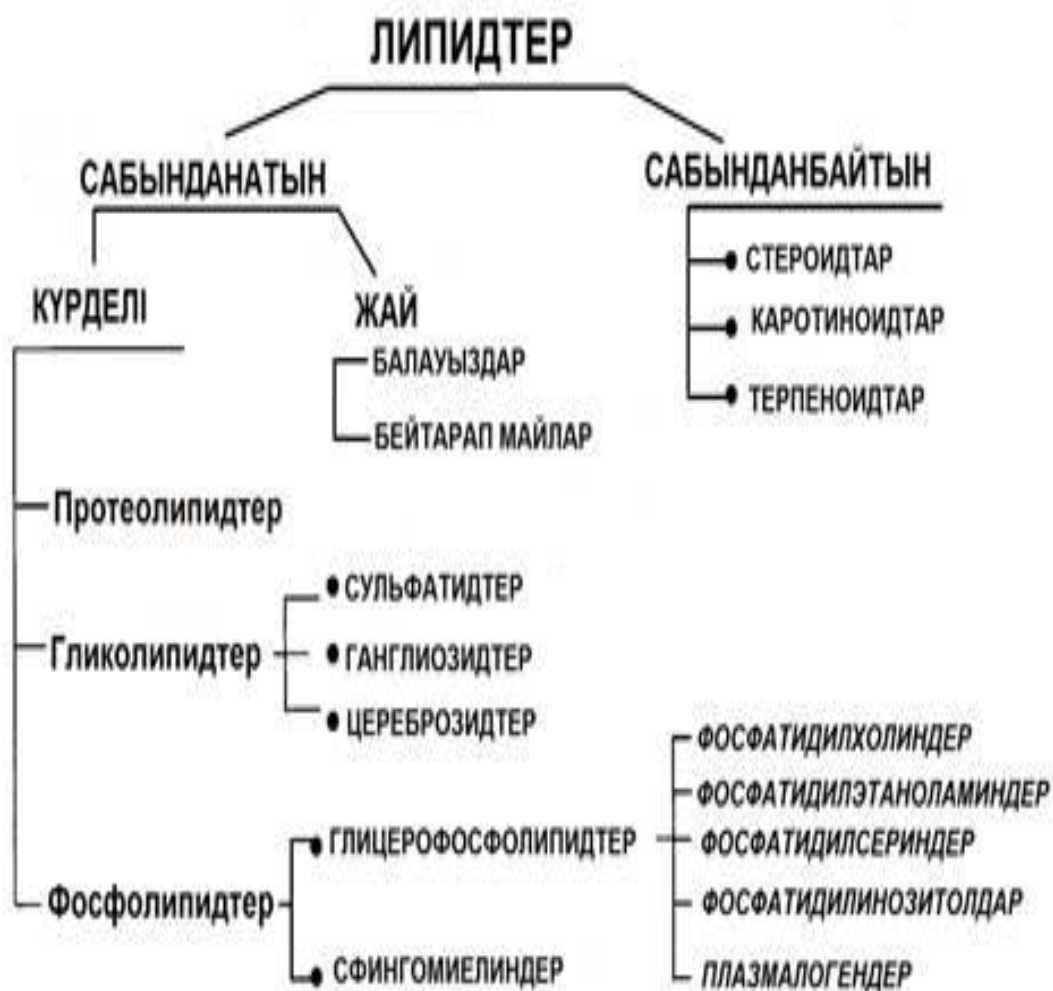 ЛИПИДТЕР
САБЫНДАНАТЫН
САБЫНДАНБАЙТЫН
КҮРДЕЛІ
ЖАЙ
БАЛАУЫЗДАР
БЕЙТАРАП МАЙЛАР
СТЕРОИДТАР
КАРОТИНОИДТАР
ТЕРПЕНОИДТАР
Протеолипидтер
Гликолипидтер
СУЛЬФАТИДТЕР
ГАНГЛИОЗИДТЕР
ЦЕРЕБРОЗИДТЕР
Фосфолипидтер
ГЛИЦЕРОФОСФОЛИПИДТЕР
СФИНГОМИЕЛИНДЕР
ФОСФАТИДИЛХОЛИНДЕР
ФОСФАТИДИЛЭТАНОЛАМИНДЕР
ФОСФАТИДИЛСЕРИНДЕР
ФОСФАТИДИЛИНОЗИТОЛДАР
ПЛАЗМАЛОГЕНДЕР